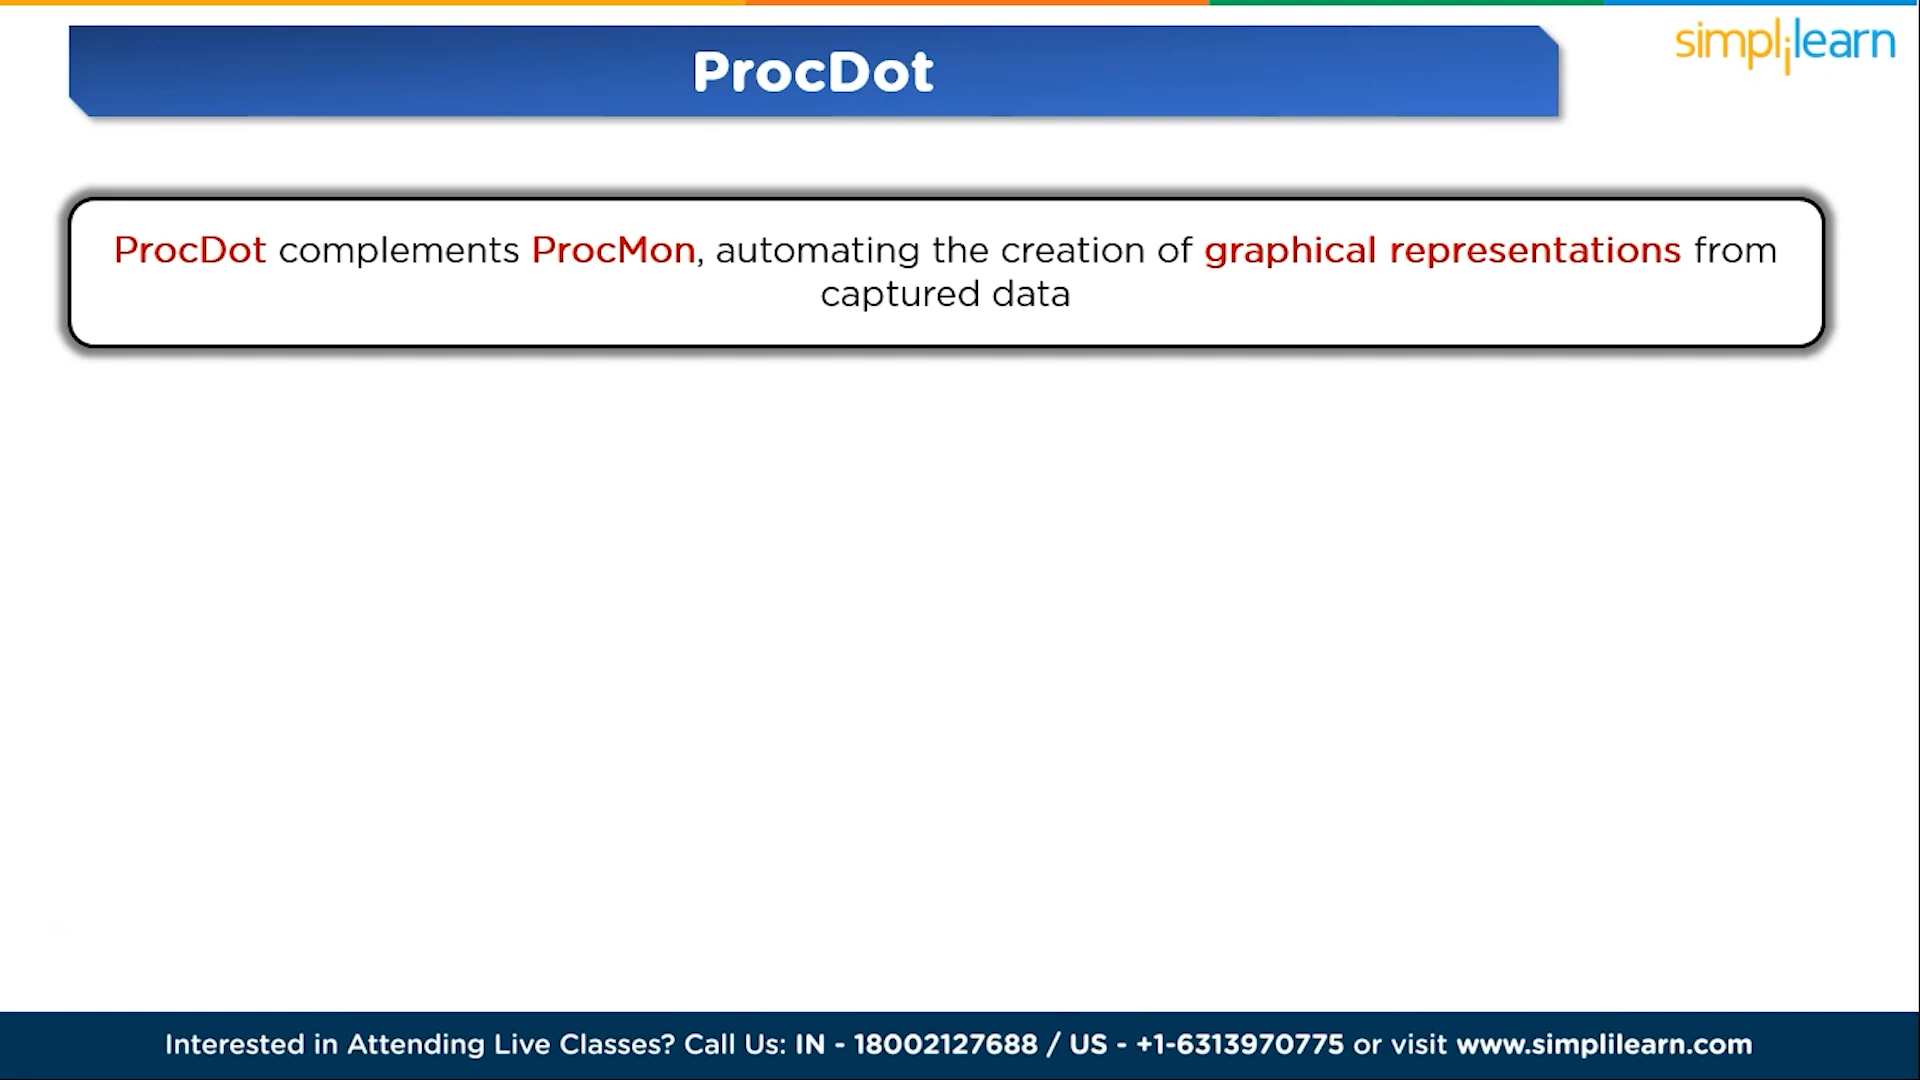 ProcDot
simplilearn
ProcDot complements ProcMon, automating the creation of graphical representations from
captured data
Interested in Attending Live Classes? Call Us: IN - 18002127688 / US - +1-6313970775 or visit www.simplilearn.com